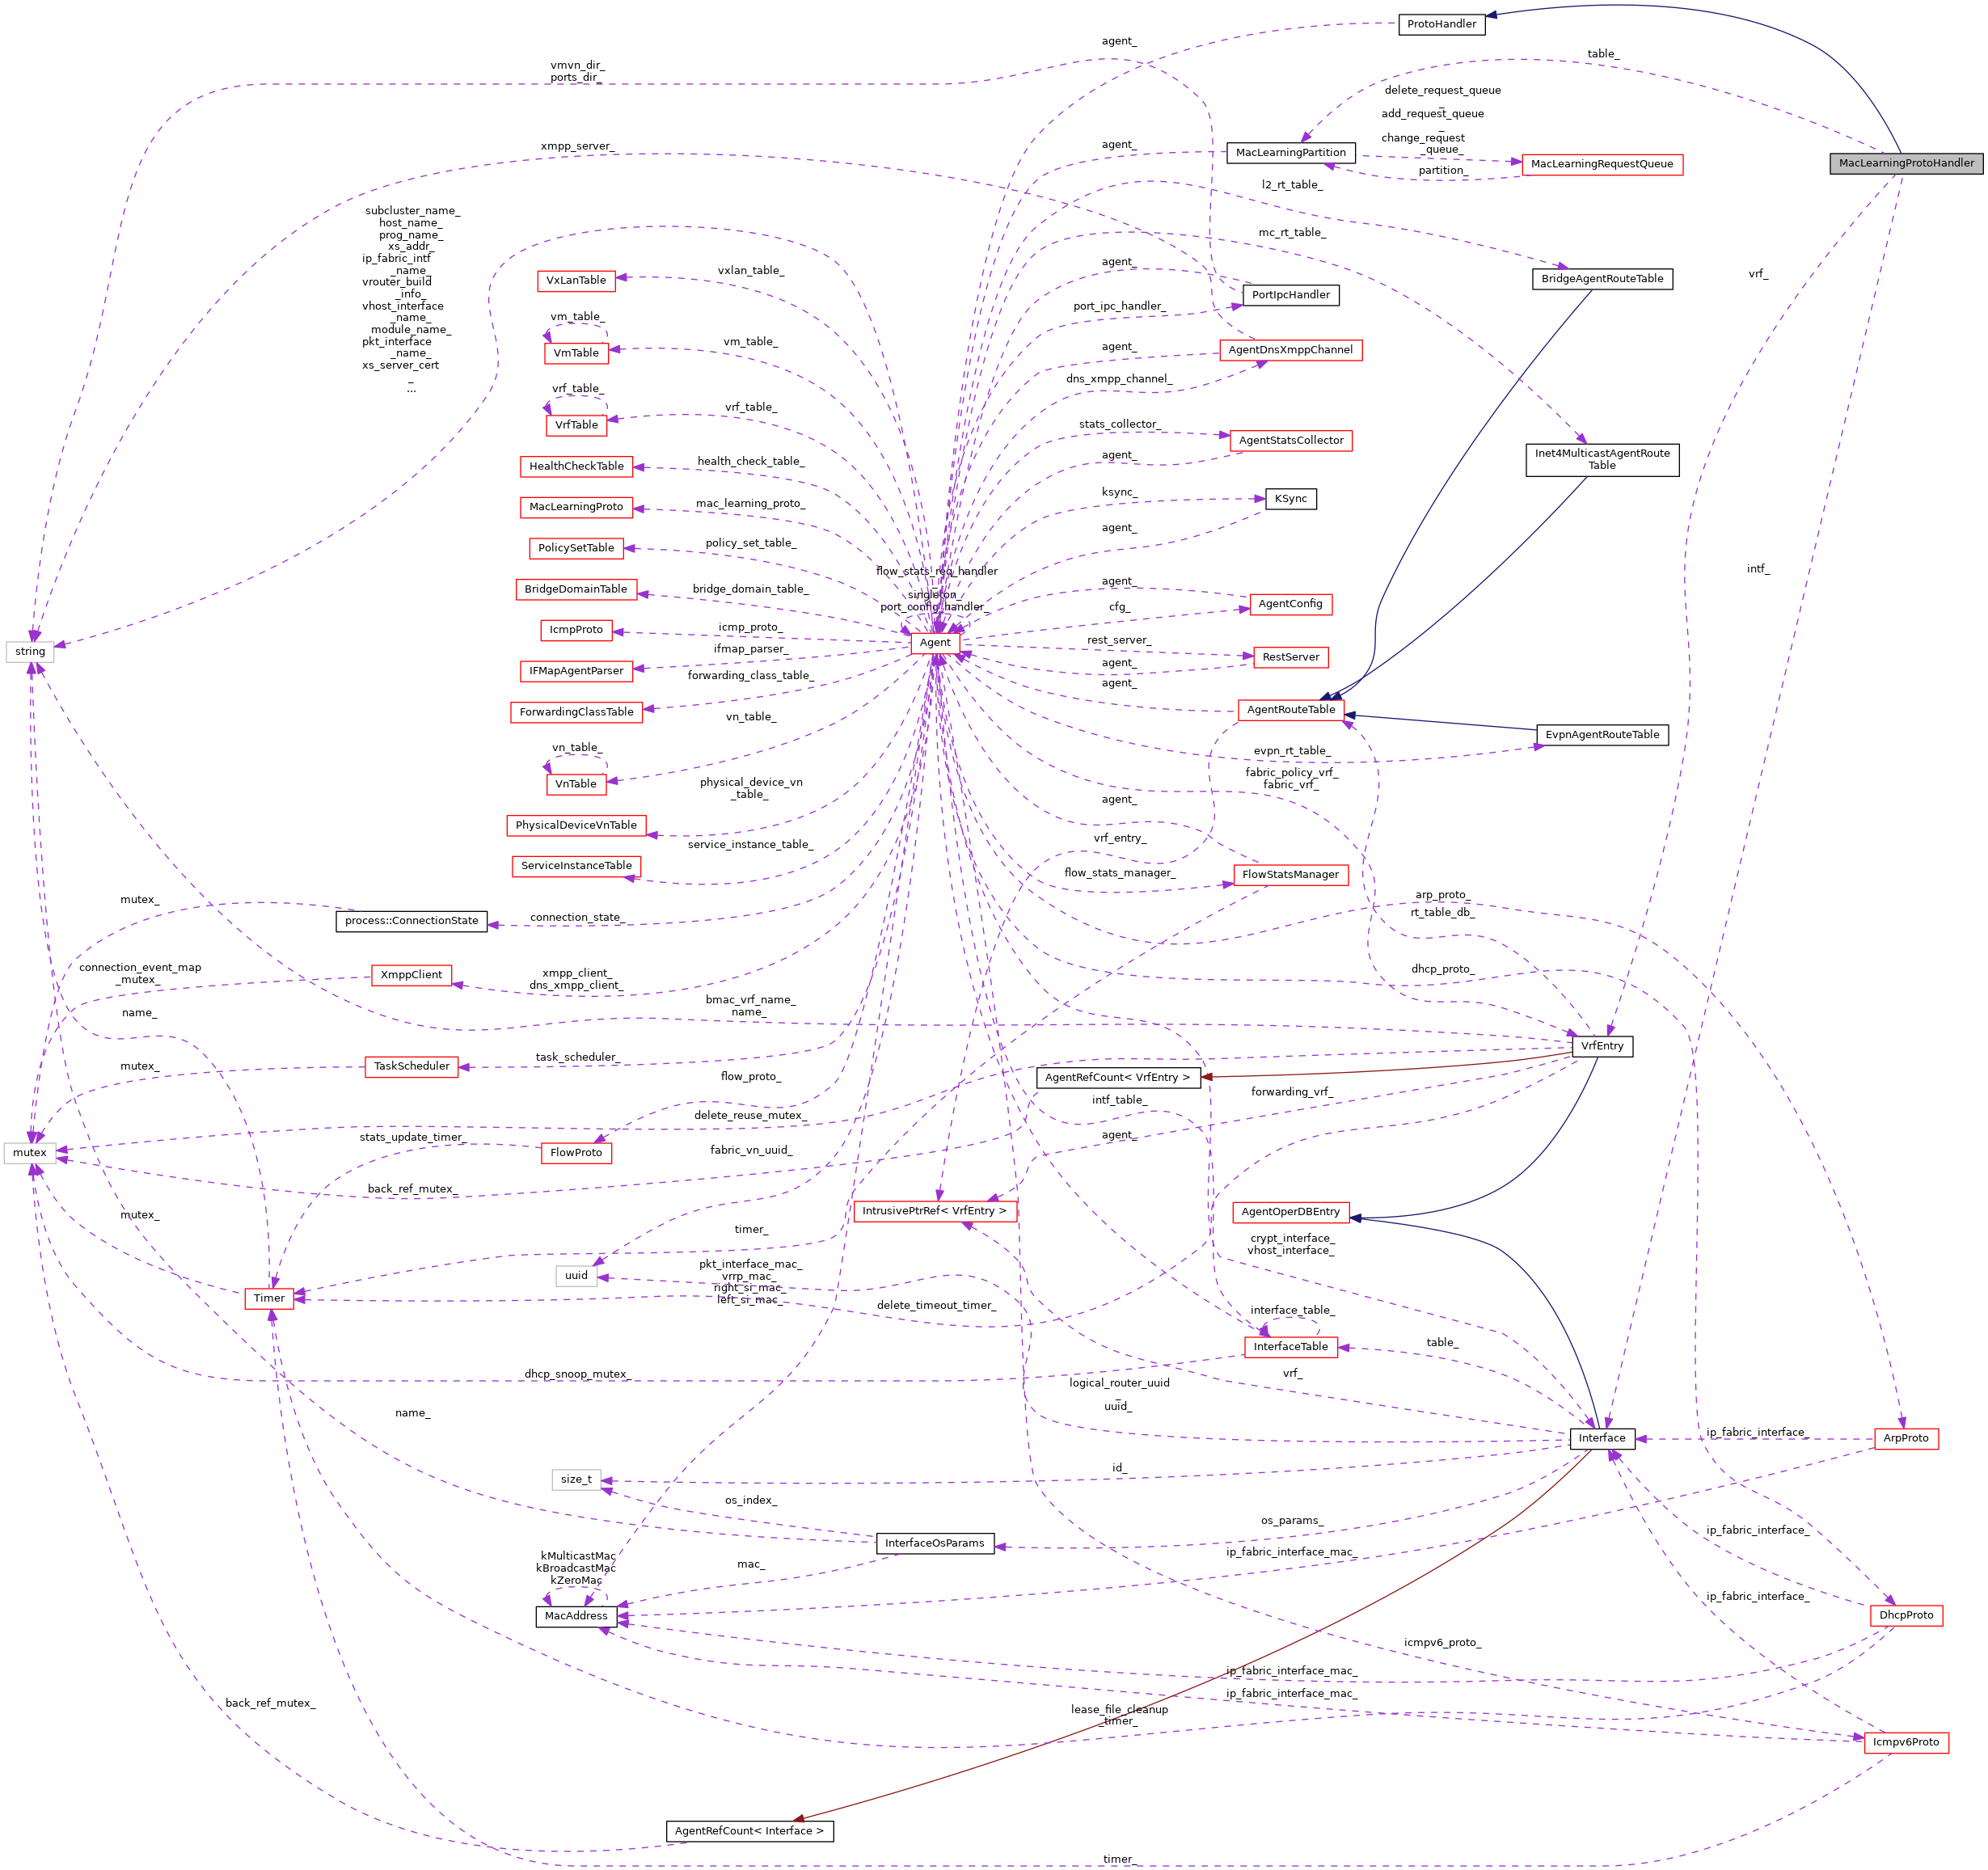 ProtoHandler
agent_
table_
vmvn_dir_
ports_dir_
delete_request_queue
_
add_request_queue
_
change_request
_queue_
xmpp_server_
agent_
MacLearningPartition
MacLearningRequestQueue
MacLearningProtoHandler
partition_
l2_rt_table_
subcluster_name_
host_name_
prog_name_
xs_addr_
ip_fabric_intf
_name_
vrouter_build
_info_
vhost_interface
_name_
module_name_
pkt_interface
_name_
xs_server_cert
_
...
mc_rt_table_
vxlan_table_
agent_
vrf_
VxLanTable
BridgeAgentRouteTable
PortIpcHandler
port_ipc_handler_
vm_table_
vm_table_
VmTable
agent_
AgentDnsXmppChannel
dns_xmpp_channel_
vrf_table_
vrf_table_
VrfTable
stats_collector_
AgentStatsCollector
agent_
Inet4MulticastAgentRoute
Table
health_check_table_
HealthCheckTable
ksync_
KSync
mac_learning_proto_
MacLearningProto
agent_
policy_set_table_
PolicySetTable
intf_
flow_stats_req_handler
_
singleton_
port_config_handler_
bridge_domain_table_
BridgeDomainTable
agent_
cfg_
AgentConfig
icmp_proto_
IcmpProto
Agent
rest_server_
RestServer
string
ifmap_parser_
IFMapAgentParser
agent_
forwarding_class_table_
ForwardingClassTable
agent_
AgentRouteTable
vn_table_
EvpnAgentRouteTable
vn_table_
VnTable
evpn_rt_table_
physical_device_vn
_table_
fabric_policy_vrf_
fabric_vrf_
agent_
PhysicalDeviceVnTable
service_instance_table_
vrf_entry_
ServiceInstanceTable
flow_stats_manager_
FlowStatsManager
mutex_
process::ConnectionState
connection_state_
arp_proto_
rt_table_db_
connection_event_map
_mutex_
XmppClient
xmpp_client_
dns_xmpp_client_
dhcp_proto_
name_
bmac_vrf_name_
name_
VrfEntry
mutex_
TaskScheduler
task_scheduler_
AgentRefCount< VrfEntry >
flow_proto_
intf_table_
forwarding_vrf_
delete_reuse_mutex_
mutex
stats_update_timer_
FlowProto
fabric_vn_uuid_
agent_
back_ref_mutex_
mutex_
IntrusivePtrRef< VrfEntry >
AgentOperDBEntry
timer_
crypt_interface_
vhost_interface_
uuid
pkt_interface_mac_
vrrp_mac_
right_si_mac_
left_si_mac_
Timer
delete_timeout_timer_
interface_table_
InterfaceTable
table_
dhcp_snoop_mutex_
vrf_
logical_router_uuid
_
uuid_
name_
Interface
ip_fabric_interface_
ArpProto
size_t
id_
os_index_
os_params_
ip_fabric_interface_
InterfaceOsParams
ip_fabric_interface_mac_
kMulticastMac
kBroadcastMac
kZeroMac
mac_
ip_fabric_interface_
MacAddress
DhcpProto
icmpv6_proto_
ip_fabric_interface_mac_
ip_fabric_interface_mac_
back_ref_mutex_
lease_file_cleanup
_timer_
Icmpv6Proto
AgentRefCount< Interface >
timer_